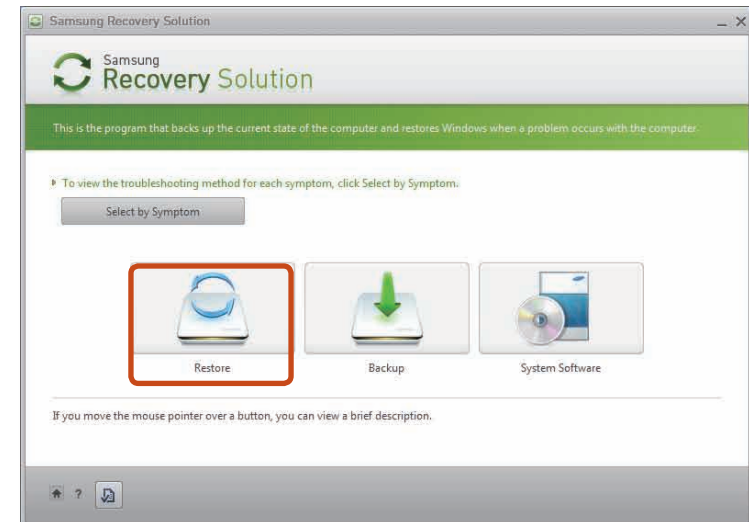 Samsung Recovery Solution
Samsung
Recovery Solution
This is the program that backs up the current state of the computer and restores Windows when a problem occurs with the computer.
To view the troubleshooting method for each symptom, click Select by Symptom.
Select by Symptom
Restore Backup System Software
If you move the mouse pointer over a button, you can view a brief description.
?